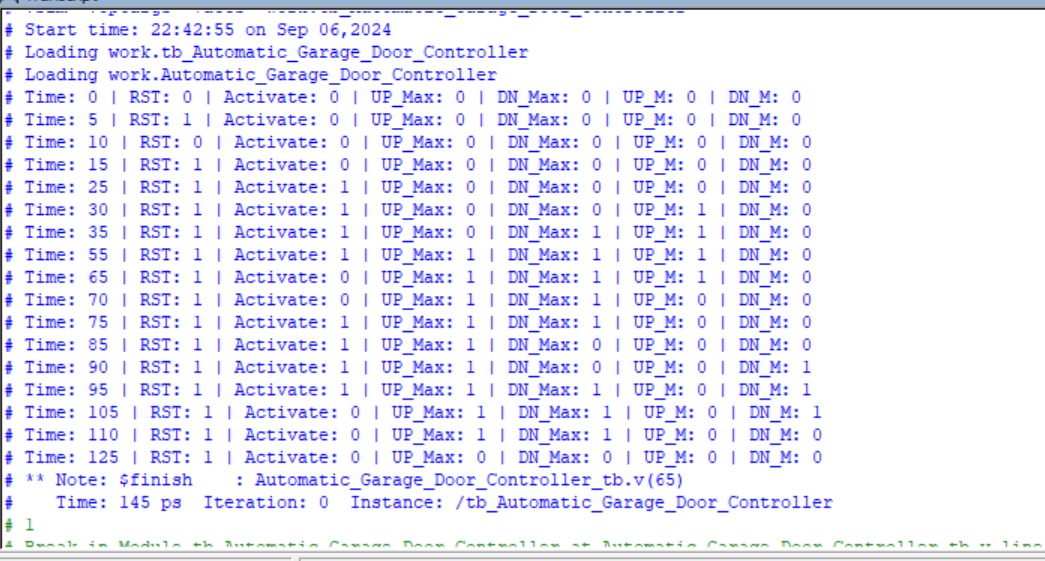 # Start time: 22:42:55 on Sep 06,2024
# Loading work.tb_Automatic_Garage_Door_Controller
# Loading work.Automatic_Garage_Door_Controller
# Time: 0 | RST: 0 | Activate: 0 | UP_Max: 0 | DN_Max: 0 | UP_M: 0 | DN_M: 0
# Time: 5 | RST: 1 | Activate: 0 | UP_Max: 0 | DN_Max: 0 | UP_M: 0 | DN_M: 0
# Time: 10 | RST: 0 | Activate: 0 | UP_Max: 0 | DN_Max: 0 | UP_M: 0 | DN_M: 0
# Time: 15 | RST: 1 | Activate: 0 | UP_Max: 0 | DN_Max: 0 | UP_M: 0 | DN_M: 0
# Time: 25 | RST: 1 | Activate: 1 | UP_Max: 0 | DN_Max: 0 | UP_M: 0 | DN_M: 0
# Time: 30 | RST: 1 | Activate: 1 | UP_Max: 0 | DN_Max: 0 | UP_M: 1 | DN_M: 0
# Time: 35 | RST: 1 | Activate: 1 | UP_Max: 0 | DN_Max: 1 | UP_M: 1 | DN_M: 0
# Time: 55 | RST: 1 | Activate: 1 | UP_Max: 1 | DN_Max: 1 | UP_M: 1 | DN_M: 0
# Time: 65 | RST: 1 | Activate: 0 | UP_Max: 1 | DN_Max: 1 | UP_M: 1 | DN_M: 0
# Time: 70 | RST: 1 | Activate: 0 | UP_Max: 1 | DN_Max: 1 | UP_M: 0 | DN_M: 0
# Time: 75 | RST: 1 | Activate: 1 | UP_Max: 1 | DN_Max: 1 | UP_M: 0 | DN_M: 0
# Time: 85 | RST: 1 | Activate: 1 | UP_Max: 1 | DN_Max: 0 | UP_M: 0 | DN_M: 0
# Time: 90 | RST: 1 | Activate: 1 | UP_Max: 1 | DN_Max: 0 | UP_M: 0 | DN_M: 1
# Time: 95 | RST: 1 | Activate: 1 | UP_Max: 1 | DN_Max: 1 | UP_M: 0 | DN_M: 1
# Time: 105 | RST: 1 | Activate: 0 | UP_Max: 1 | DN_Max: 1 | UP_M: 0 | DN_M: 1
# Time: 110 | RST: 1 | Activate: 0 | UP_Max: 1 | DN_Max: 1 | UP_M: 0 | DN_M: 0
# Time: 125 | RST: 1 | Activate: 0 | UP_Max: 0 | DN_Max: 0 | UP_M: 0 | DN_M: 0
# ** Note: $finish    : Automatic_Garage_Door_Controller_tb.v(65)
#    Time: 145 ps  Iteration: 0  Instance: /tb_Automatic_Garage_Door_Controller
# 1
# Break in Module tb_Automatic_Garage_Door_Controller at Automatic_Garage_Door_Controller_tb.v line